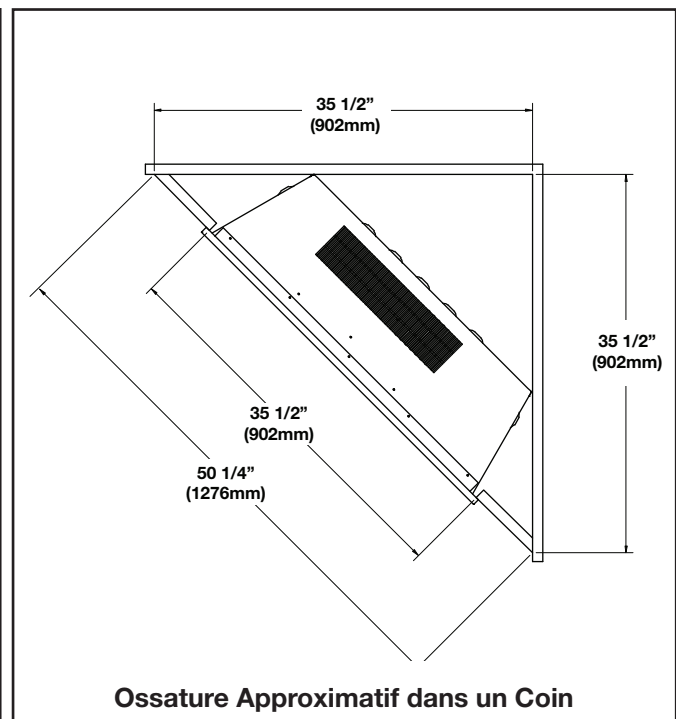 35 1/2”
(902mm)
35 1/2”
(902mm)
35 1/2”
(902mm)
50 1/4”
(1276mm)
Ossature Approximatif dans un Coin